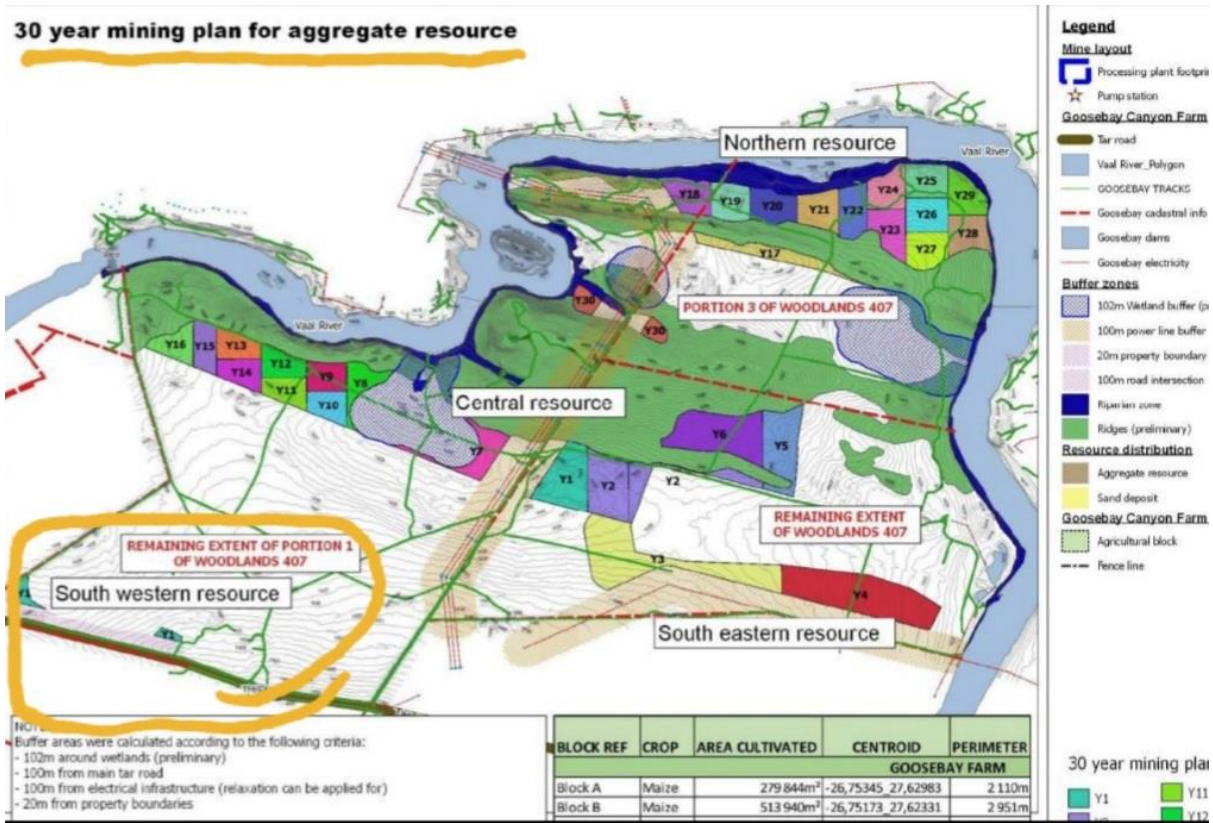 30 year mining plan for aggregate resource
Northern resource
Vaal River
Y18
Y19
Y20
Y21
Y22
Y24
Y25
Y29
Y26
Y23
Y27
Y28
Y17
Y30
PORTION 3 OF WOODLANDS 407
Y30
Vaal River
Y16
Y15
Y13
Y14
Y12
Y11
Y9
Y10
Y8
Central resource
Y7
Y6
Y5
Y1
Y2
Y2
REMAINING EXTENT
OF WOODLANDS 407
Y3
Y4
REMAINING EXTENT OF PORTION 1
OF WOODLANDS 407
South western resource
Y1
Y1
South eastern resource
Legend
Mine layout
Processing plant footprin
Pump station
Goosebay Canyon Farm
Tar road
Vaal River_Polygon
GOOSEBAY TRACKS
Goosebay cadastral info
Goosebay dams
Goosebay electricity
Buffer zones
102m Wetland buffer (p
100m power line buffer
20m property boundary
100m road intersection
Riparian zone
Ridges (preliminary)
Resource distribution
Aggregate resource
Sand deposit
Goosebay Canyon Farm
Agricultural block
Fence line
Buffer areas were calculated according to the following criteria:
- 102m around wetlands (preliminary)
- 100m from main tar road
- 100m from electrical infrastructure (relaxation can be applied for)
- 20m from property boundaries
BLOCK REF CROP AREA CULTIVATED CENTROID PERIMETER
GOOSEBAY FARM
Block A Maize 279 844m² -26,75345_27,62983 2 110m
Block B Maize 513 940m² -26,75173_27,62331 2 951m
30 year mining plan
Y1
Y11
Y12